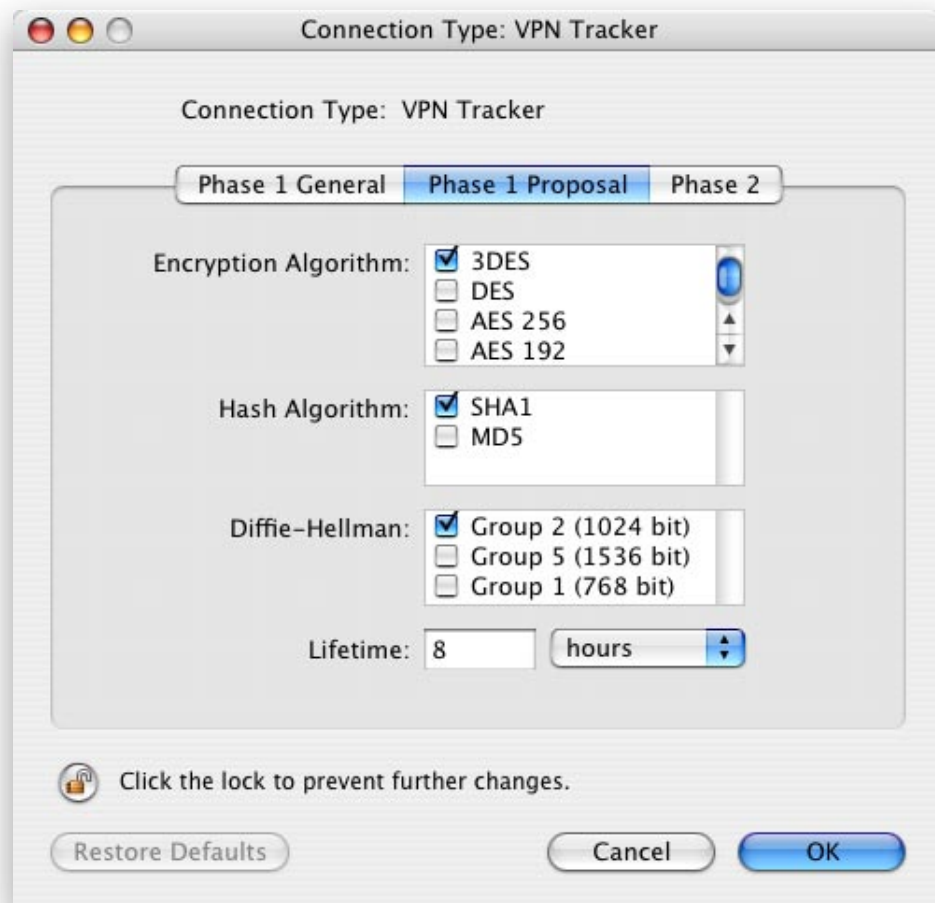 Connection Type: VPN Tracker
Connection Type: VPN Tracker
Phase 1 General Phase 1 Proposal Phase 2
Encryption Algorithm:
3DES
DES
AES 256
AES 192
Hash Algorithm:
SHA1
MD5
Diffie-Hellman:
Group 2 (1024 bit)
Group 5 (1536 bit)
Group 1 (768 bit)
Lifetime: 8 hours
Click the lock to prevent further changes.
Restore Defaults Cancel OK